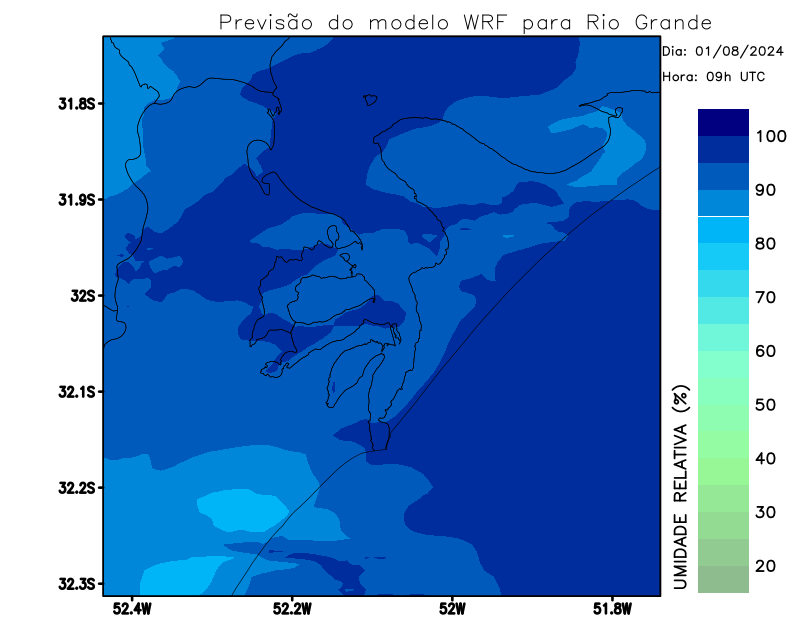 Previsão do modelo WRF para Rio Grande
Dia: 01/08/2024
Hora: 09h UTC
31.8S
31.9S
32S
32.1S
32.2S
32.3S
52.4W
52.2W
52W
51.8W
UMIDADE RELATIVA (%)
100
90
80
70
60
50
40
30
20